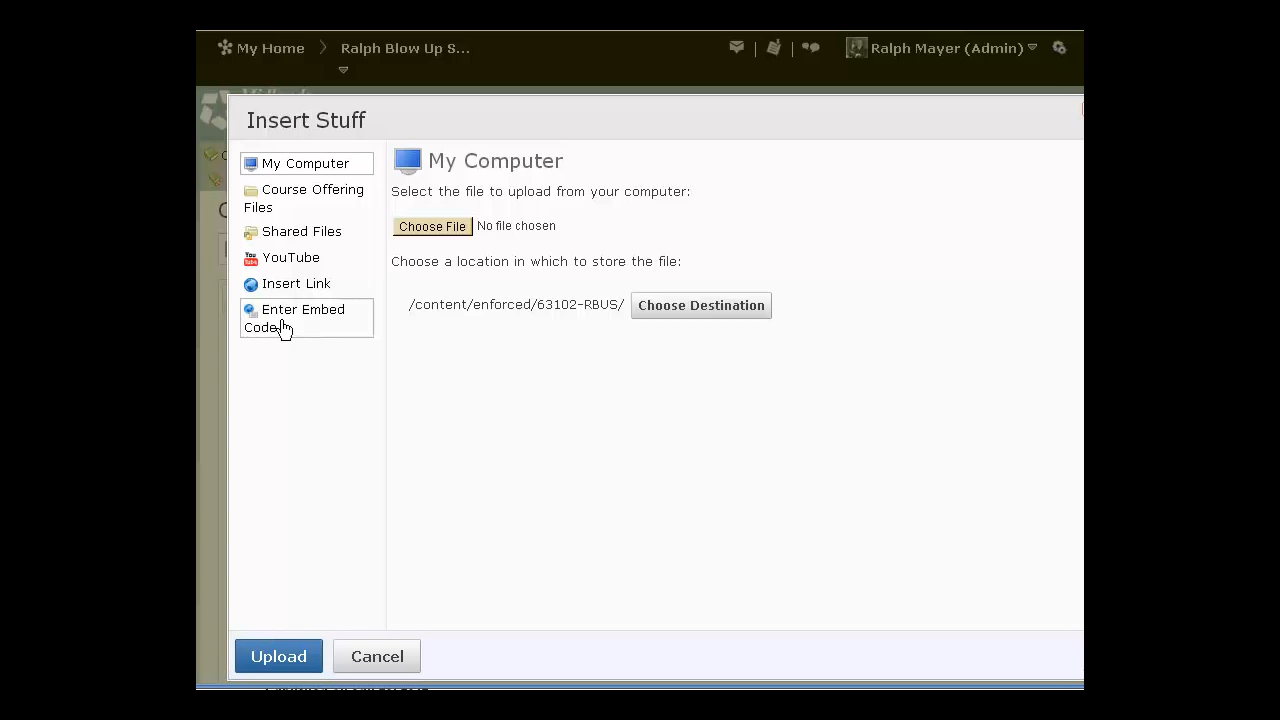 My Home Ralph Blow Up S... Ralph Mayer (Admin)
Insert Stuff
My Computer
Course Offering
Files
Shared Files
YouTube
Insert Link
Enter Embed
Code
My Computer
Select the file to upload from your computer:
Choose File No file chosen
Choose a location in which to store the file:
/content/enforced/63102-RBUS/ Choose Destination
Upload Cancel